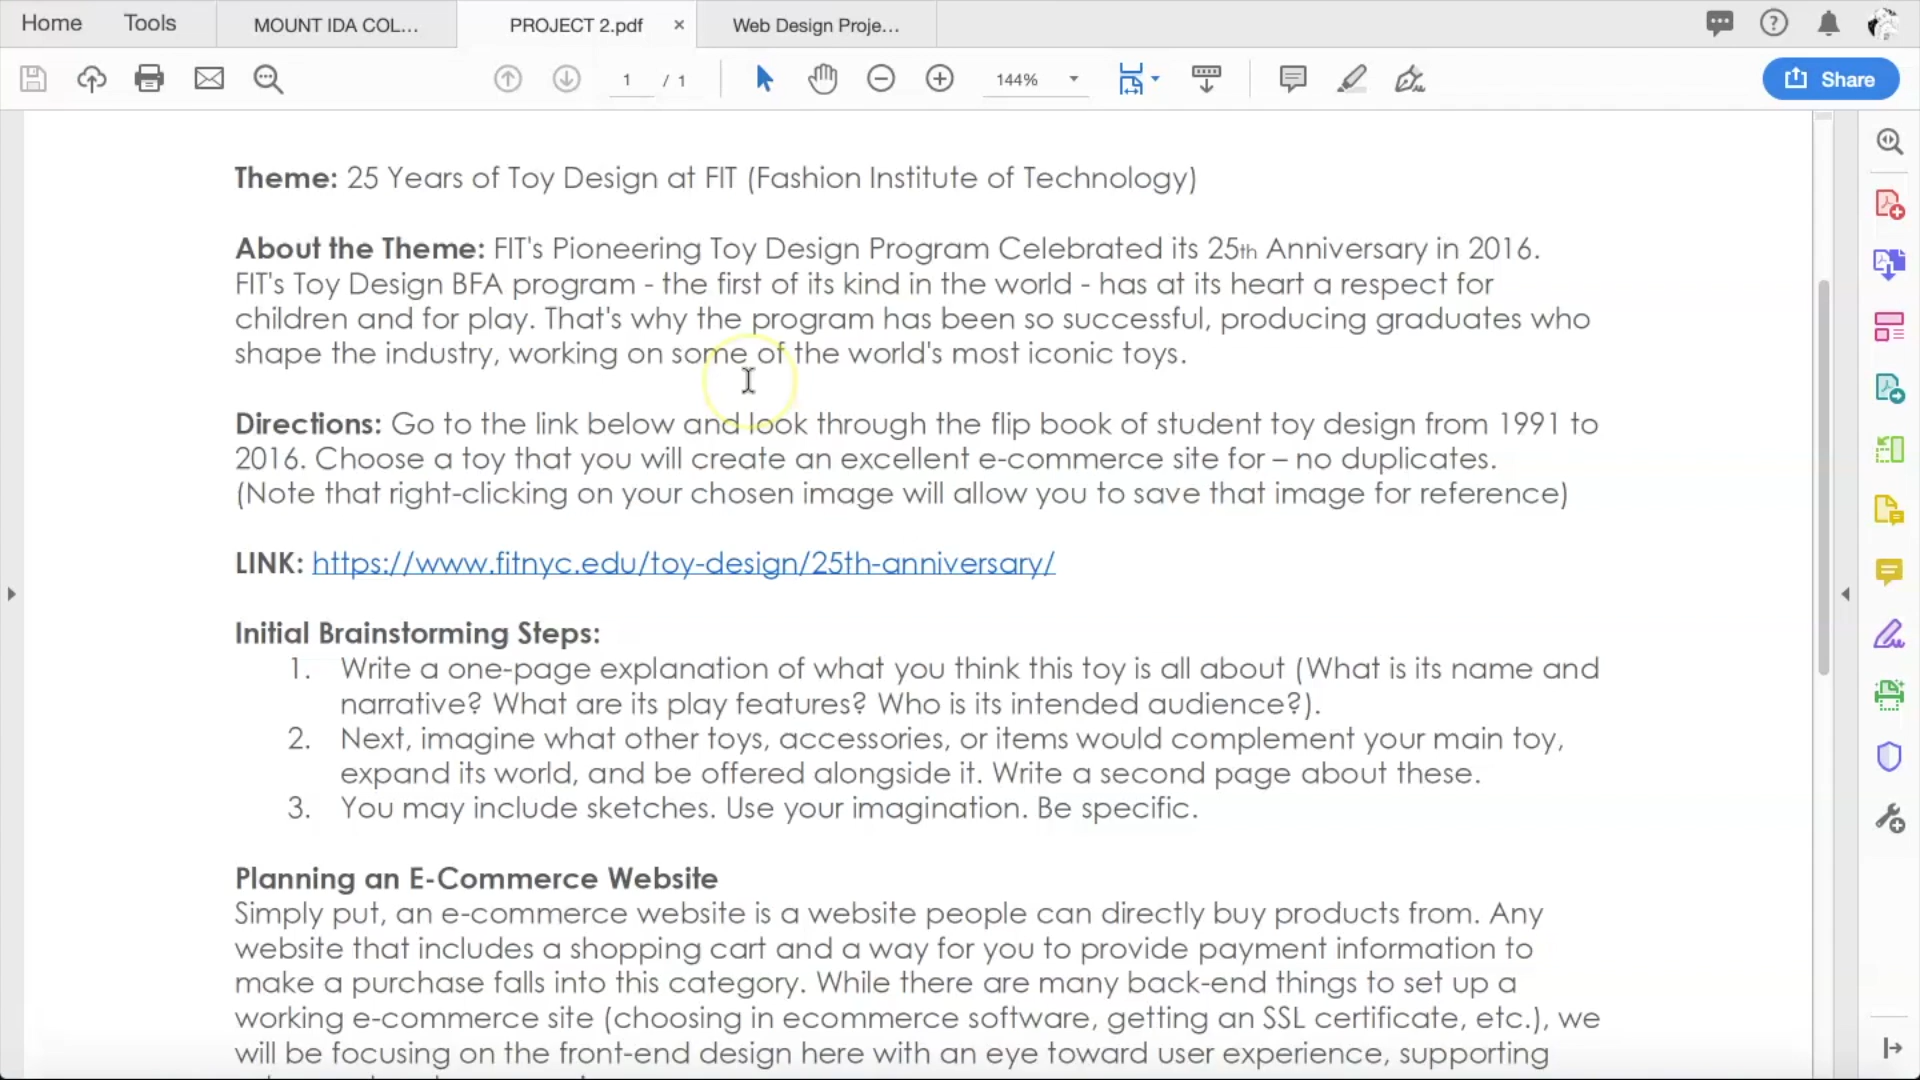 Home Tools MOUNT IDA COL... PROJECT 2.pdf × Web Design Proje...
1 / 1 144% Share
Theme: 25 Years of Toy Design at FIT (Fashion Institute of Technology)
About the Theme: FIT's Pioneering Toy Design Program Celebrated its 25th Anniversary in 2016.
FIT's Toy Design BFA program - the first of its kind in the world - has at its heart a respect for
children and for play. That's why the program has been so successful, producing graduates who
shape the industry, working on some of the world's most iconic toys.
Directions: Go to the link below and look through the flip book of student toy design from 1991 to
2016. Choose a toy that you will create an excellent e-commerce site for – no duplicates.
(Note that right-clicking on your chosen image will allow you to save that image for reference)
LINK: https://www.fitnyc.edu/toy-design/25th-anniversary/
Initial Brainstorming Steps:
1. Write a one-page explanation of what you think this toy is all about (What is its name and
narrative? What are its play features? Who is its intended audience?).
2. Next, imagine what other toys, accessories, or items would complement your main toy,
expand its world, and be offered alongside it. Write a second page about these.
3. You may include sketches. Use your imagination. Be specific.
Planning an E-Commerce Website
Simply put, an e-commerce website is a website people can directly buy products from. Any
website that includes a shopping cart and a way for you to provide payment information to
make a purchase falls into this category. While there are many back-end things to set up a
working e-commerce site (choosing in ecommerce software, getting an SSL certificate, etc.), we
will be focusing on the front-end design here with an eye toward user experience, supporting